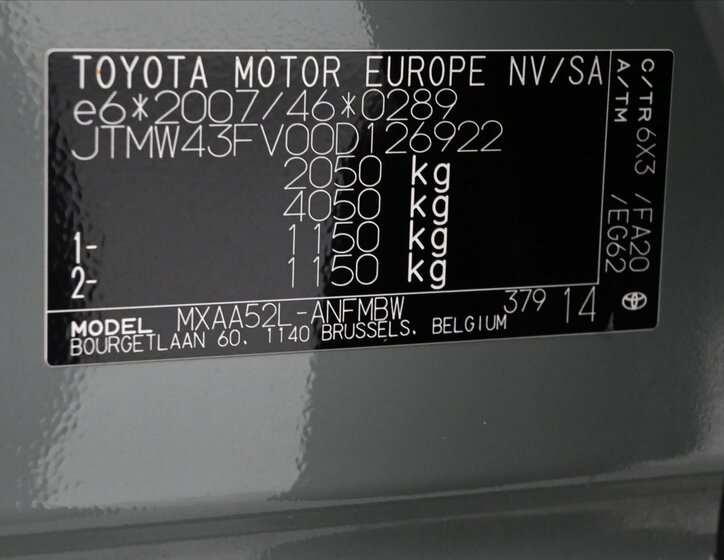 TOYOTA MOTOR EUROPE NV/SA
e6*2007/46*0289
JTMW43FV00D126922
2050 kg
4050 kg
1- 1150 kg
2- 1150 kg
C/TR 6X3 /FA20
A/TM /EG62
MODEL MXAA52L-ANFMBW 379 14
BOURGETLAAN 60, 1140 BRUSSELS, BELGIUM